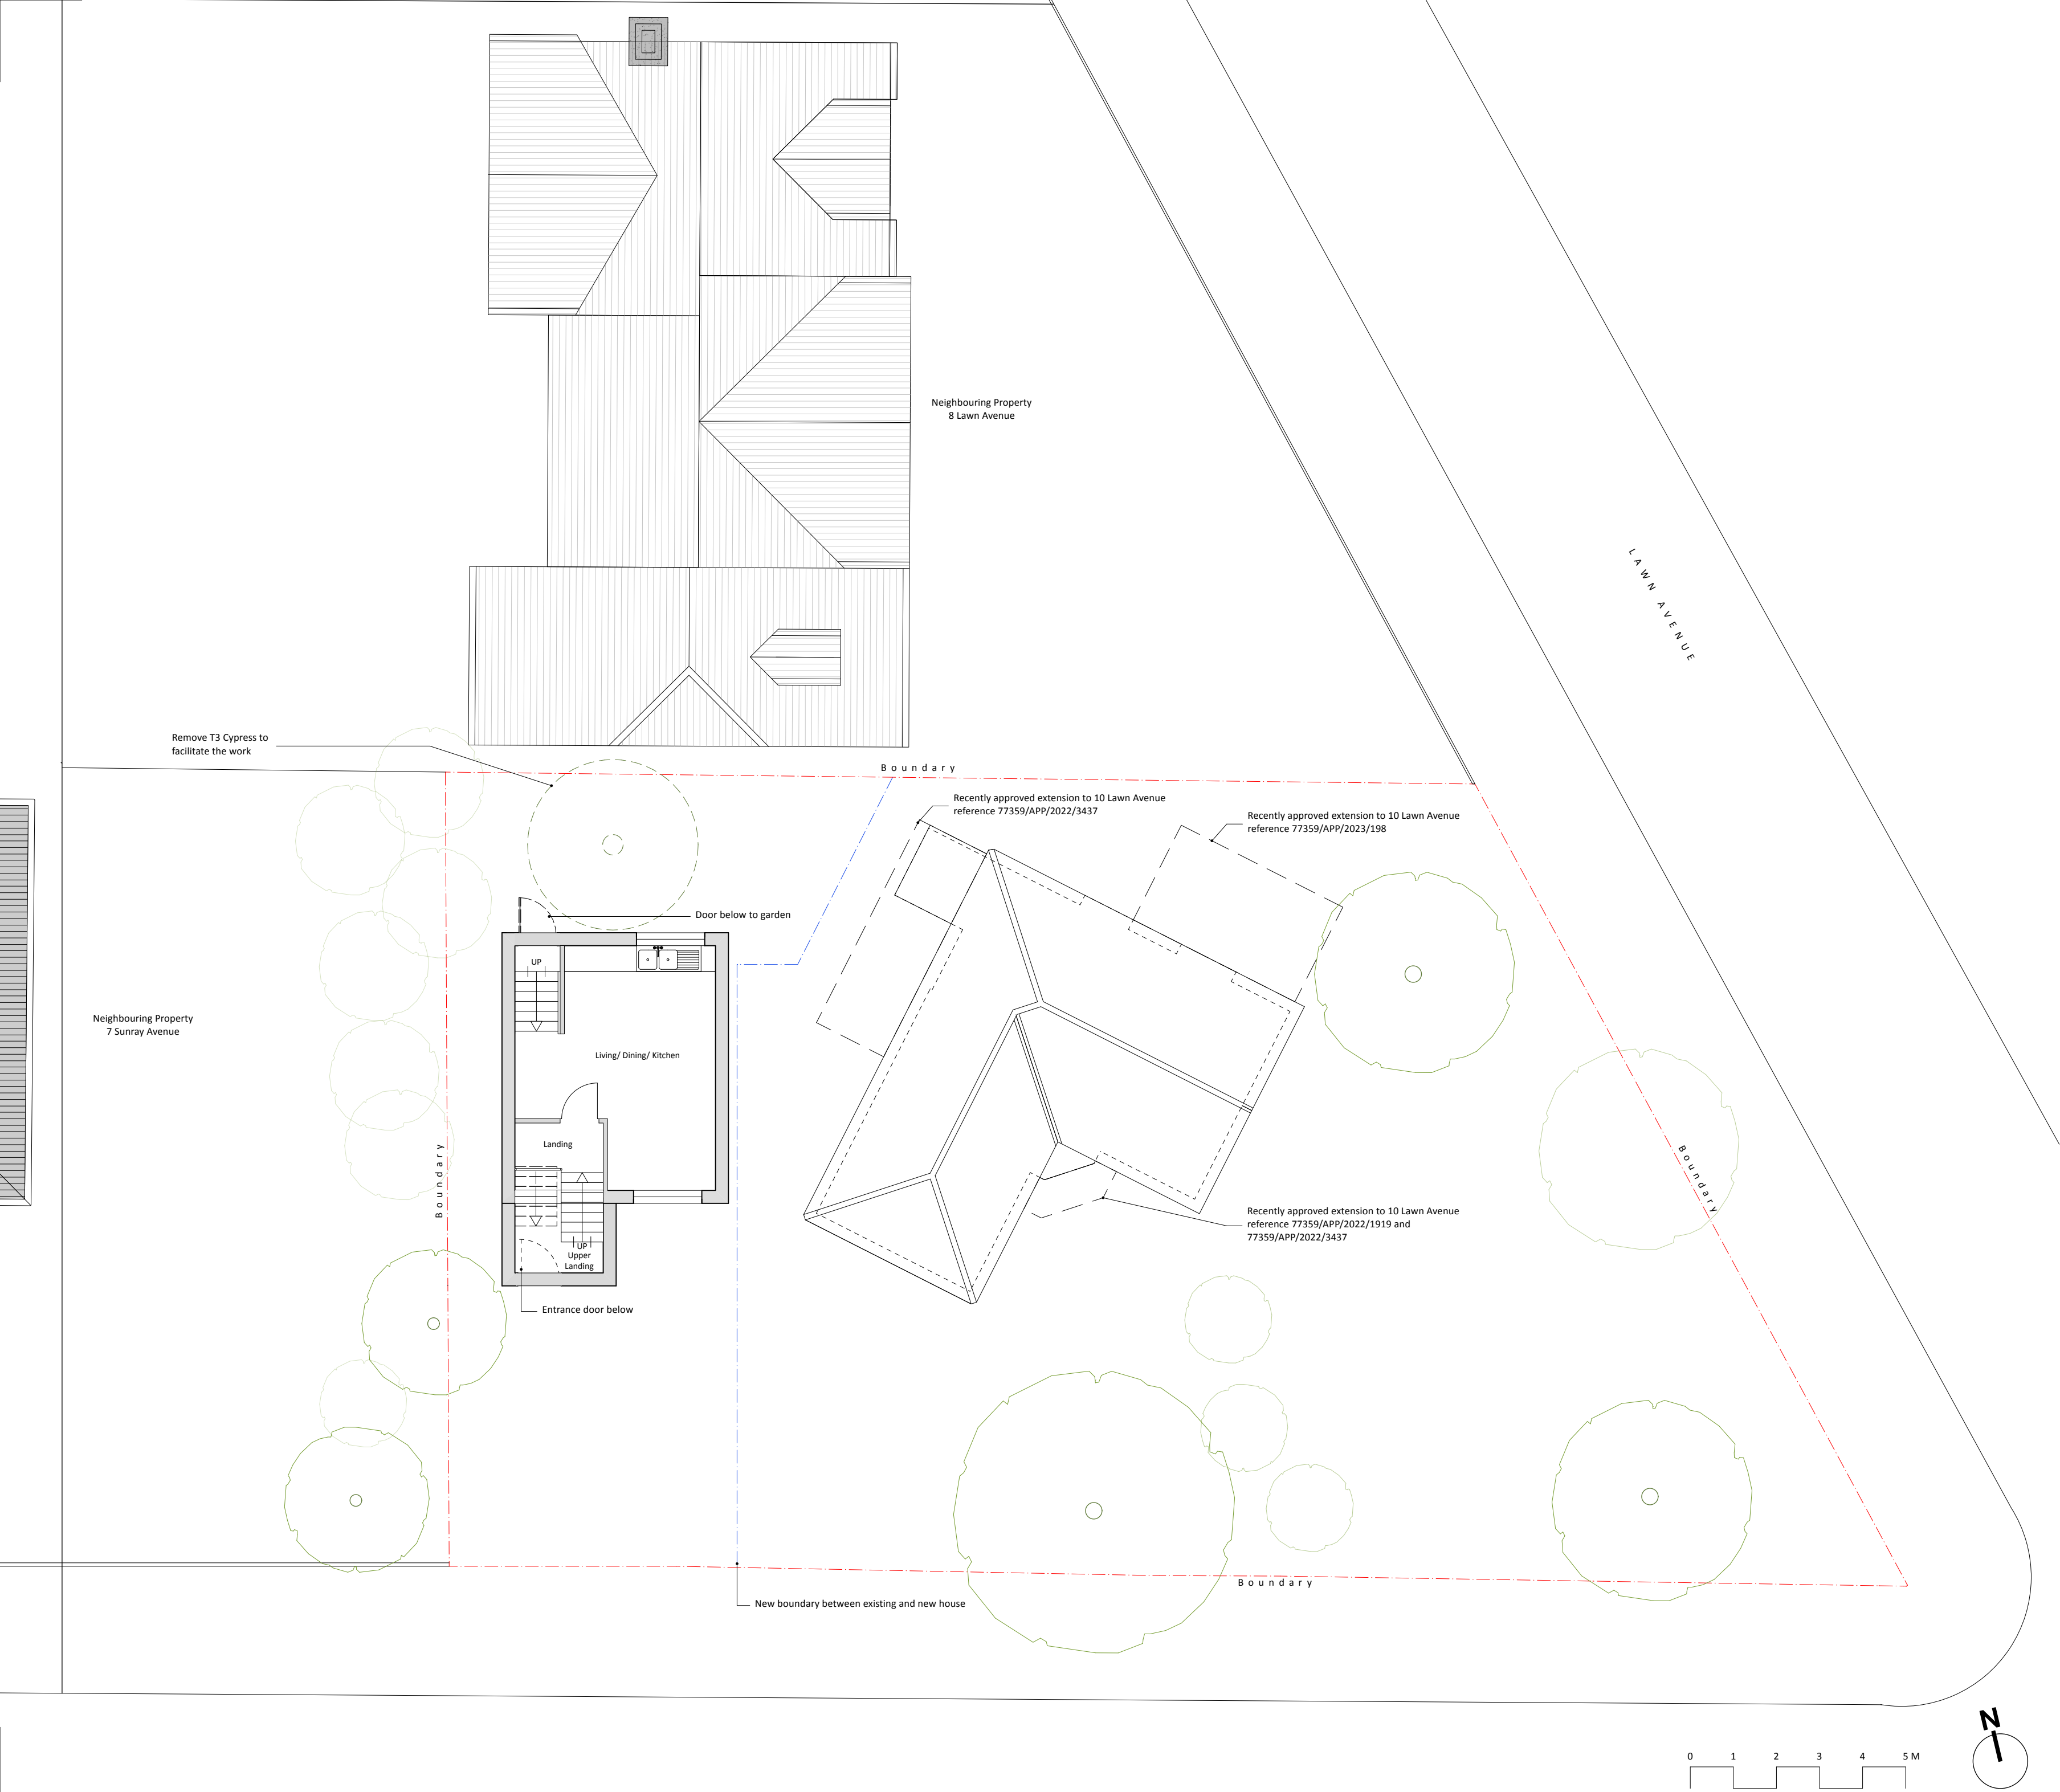 Neighbouring Property
8 Lawn Avenue
LAWN AVENUE
Remove T3 Cypress to
facilitate the work
Boundary
Recently approved extension to 10 Lawn Avenue
reference 77359/APP/2022/3437
Recently approved extension to 10 Lawn Avenue
reference 77359/APP/2023/198
Door below to garden
UP
Neighbouring Property
7 Sunray Avenue
Living/ Dining/ Kitchen
Landing
Boundary
Boundary
Recently approved extension to 10 Lawn Avenue
reference 77359/APP/2022/1919 and
77359/APP/2022/3437
UP
Upper
Landing
Entrance door below
Boundary
New boundary between existing and new house
N
0 1 2 3 4 5 M